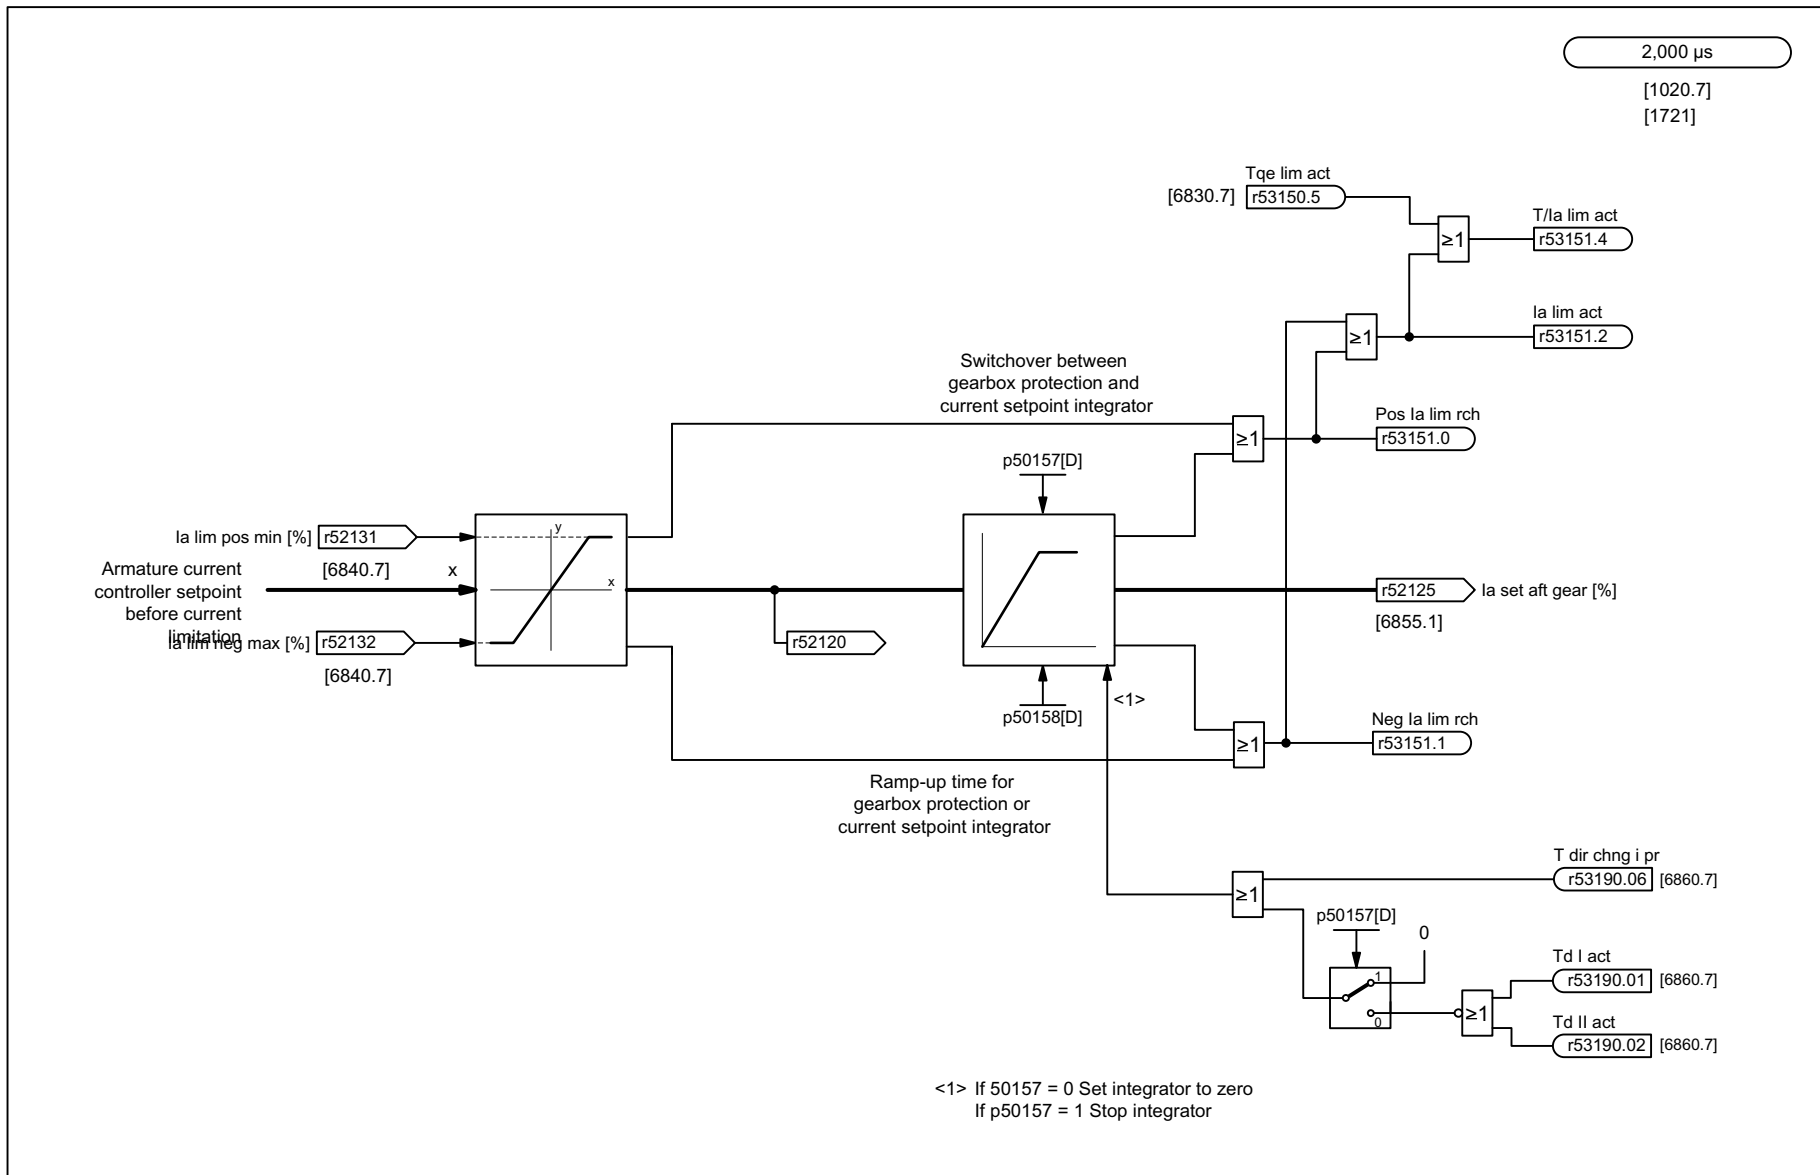 2,000 µs
[1020.7]
[1721]
Tqe lim act
[6830.7] r53150.5
T/Ia lim act
≥1
r53151.4
Ia lim act
≥1
r53151.2
Switchover between
gearbox protection and
current setpoint integrator
Pos Ia lim rch
≥1
r53151.0
p50157[D]
y
Ia lim pos min [%] r52131
[6840.7]
x
x
Armature current
controller setpoint
before current
limitation
r52125 Ia set aft gear [%]
[6855.1]
Ia lim neg max [%] r52132
[6840.7]
r52120
<1>
p50158[D]
Neg Ia lim rch
≥1
r53151.1
Ramp-up time for
gearbox protection or
current setpoint integrator
T dir chng i pr
≥1
r53190.06 [6860.7]
p50157[D]
0
1
0
Td I act
r53190.01 [6860.7]
≥1
Td II act
r53190.02 [6860.7]
<1> If 50157 = 0 Set integrator to zero
If p50157 = 1 Stop integrator